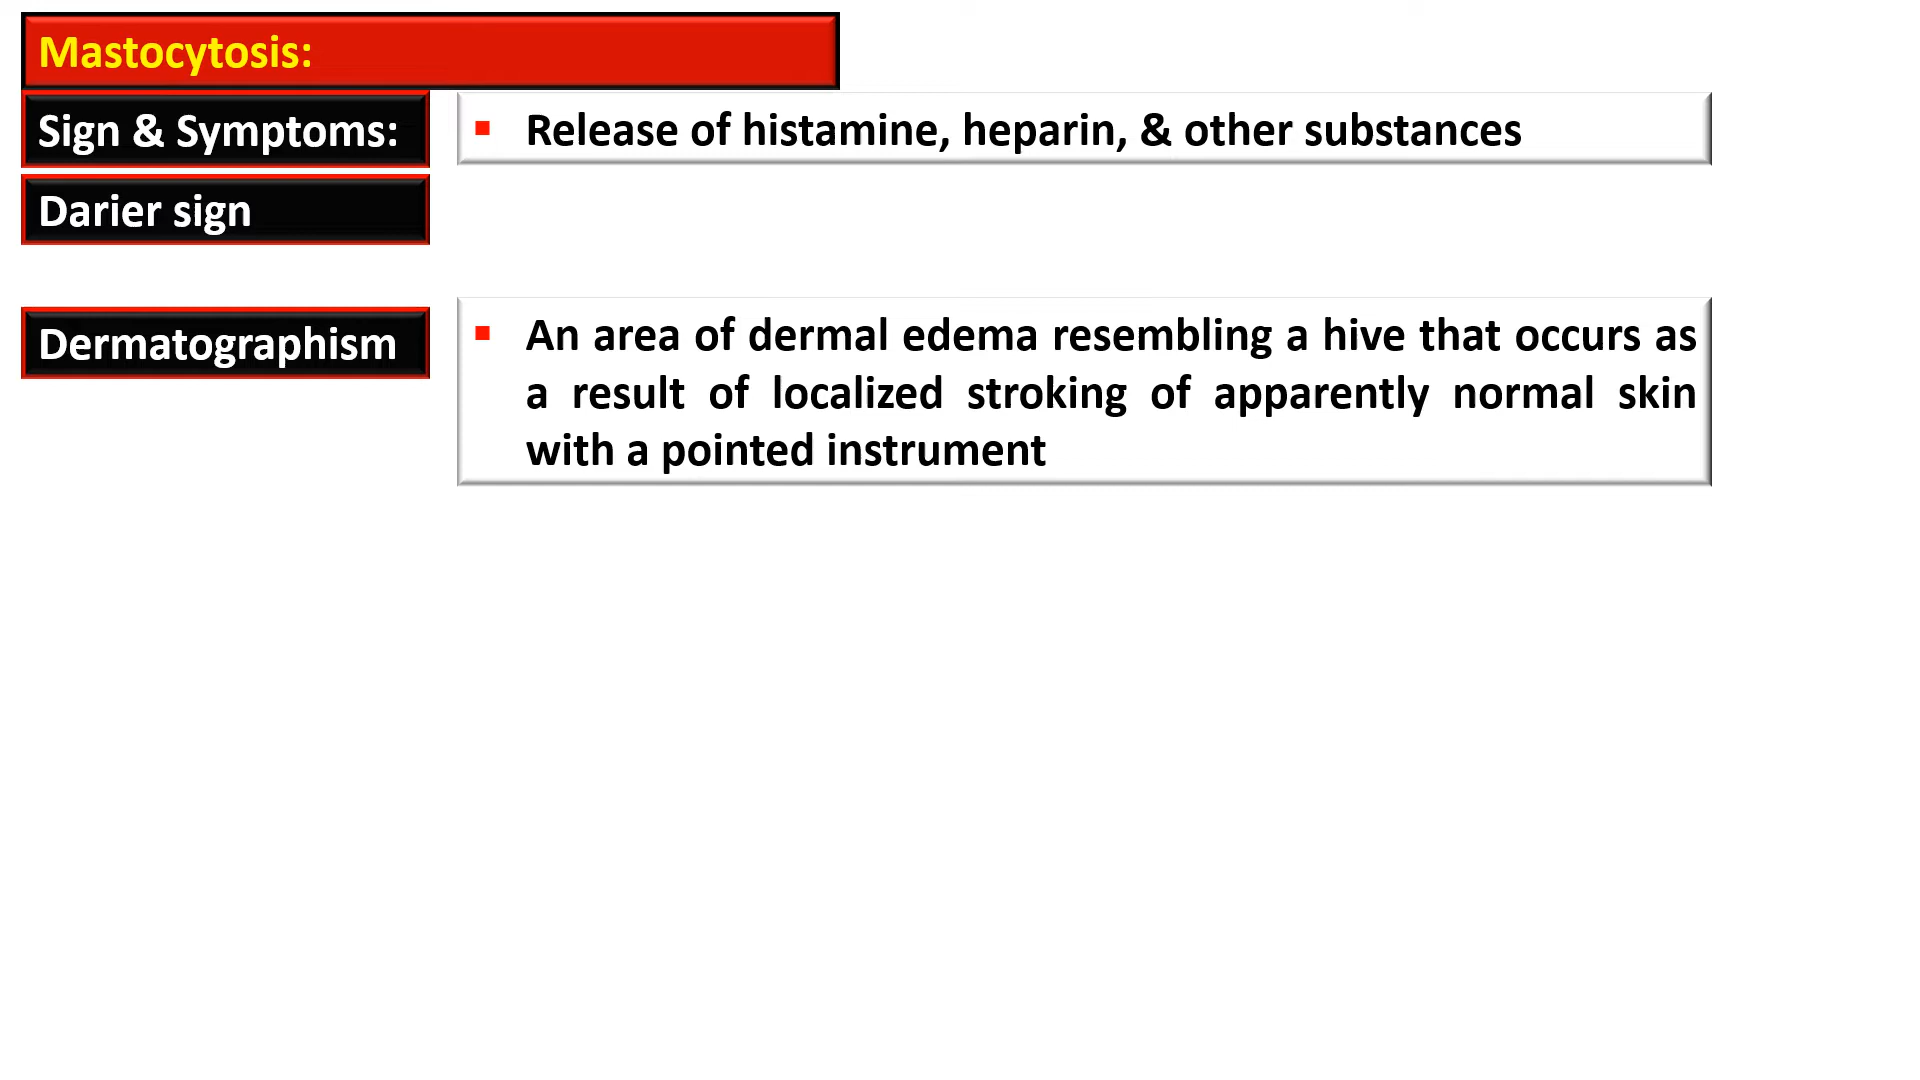 Mastocytosis:
Sign & Symptoms:
▪ Release of histamine, heparin, & other substances
Darier sign
Dermatographism
▪ An area of dermal edema resembling a hive that occurs as
a result of localized stroking of apparently normal skin
with a pointed instrument